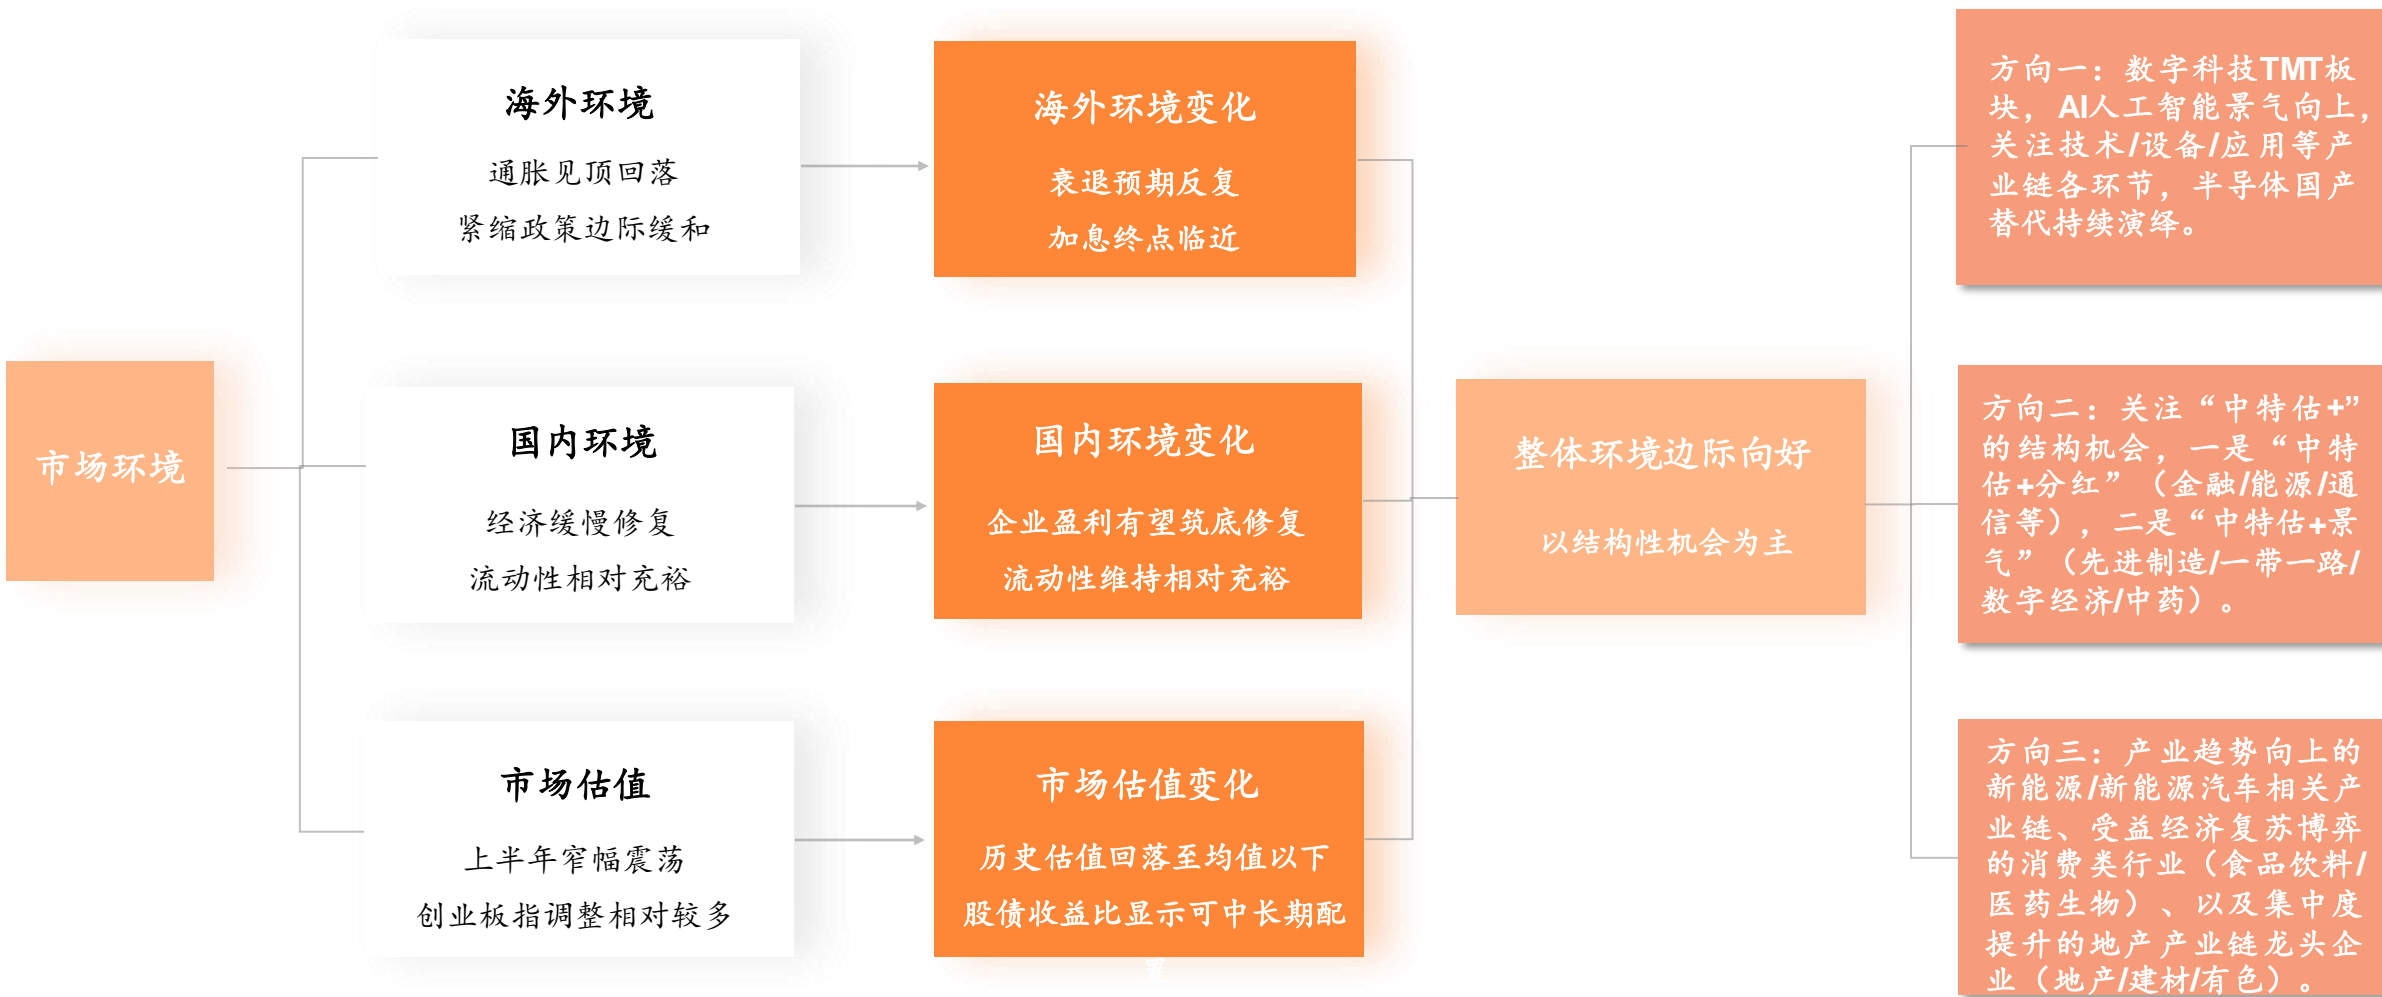 市场环境
海外环境
通胀见顶回落
紧缩政策边际缓和
海外环境变化
衰退预期反复
加息终点临近
国内环境
经济缓慢修复
流动性相对充裕
国内环境变化
企业盈利有望筑底修复
流动性维持相对充裕
市场估值
上半年窄幅震荡
创业板指调整相对较多
市场估值变化
历史估值回落至均值以下
股债收益比显示可中长期配
置
整体环境边际向好
以结构性机会为主
方向一：数字科技TMT板
块，AI人工智能景气向上，
关注技术/设备/应用等产
业链各环节，半导体国产
替代持续演绎。
方向二：关注“中特估+”
的结构机会，一是“中特
估+分红”（金融/能源/通
信等），二是“中特估+景
气”（先进制造/一带一路/
数字经济/中药）。
方向三：产业趋势向上的
新能源/新能源汽车相关产
业链、受益经济复苏博弈
的消费类行业（食品饮料/
医药生物）、以及集中度
提升的地产产业链龙头企
业（地产/建材/有色）。